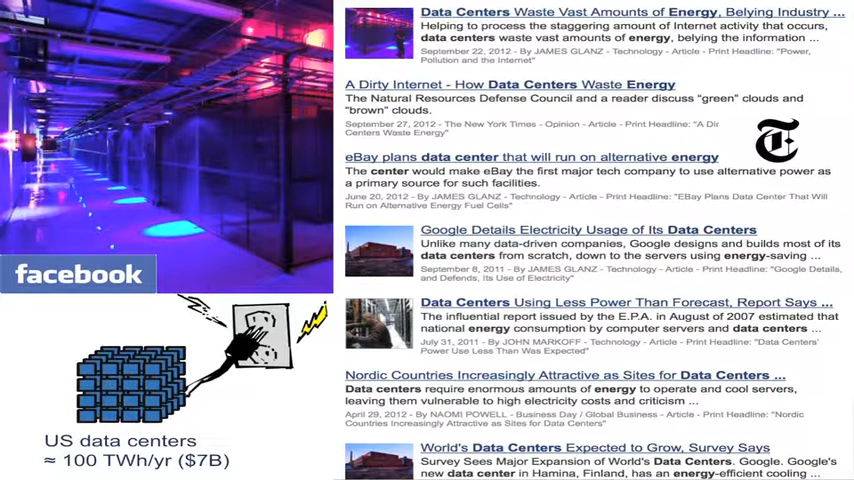 facebook
US data centers
≈ 100 TWh/yr ($7B)
Data Centers Waste Vast Amounts of Energy, Belying Industry ...
Helping to process the staggering amount of Internet activity that occurs,
data centers waste vast amounts of energy, belying the information ...
September 22, 2012 - By JAMES GLANZ - Technology - Article - Print Headline: "Power,
Pollution and the Internet"
A Dirty Internet - How Data Centers Waste Energy
The Natural Resources Defense Council and a reader discuss "green" clouds and
"brown" clouds.
September 27, 2012 - The New York Times - Opinion - Article - Print Headline: "A Dir
Centers Waste Energy"
eBay plans data center that will run on alternative energy
The center would make eBay the first major tech company to use alternative power as
a primary source for such facilities.
June 20, 2012 - By JAMES GLANZ - Technology - Article - Print Headline: "EBay Plans Data Center That Will
Run on Alternative Energy Fuel Cells"
Google Details Electricity Usage of Its Data Centers
Unlike many data-driven companies, Google designs and builds most of its
data centers from scratch, down to the servers using energy-saving ...
September 8, 2011 - By JAMES GLANZ - Technology - Article - Print Headline: "Google Details,
and Defends, Its Use of Electricity"
Data Centers Using Less Power Than Forecast, Report Says ...
The influential report issued by the E.P.A. in August of 2007 estimated that
national energy consumption by computer servers and data centers ...
July 31, 2011 - By JOHN MARKOFF - Technology - Article - Print Headline: "Data Centers'
Power Use Less Than Was Expected"
Nordic Countries Increasingly Attractive as Sites for Data Centers ...
Data centers require enormous amounts of energy to operate and cool servers,
leaving them vulnerable to high electricity costs and criticism ...
April 29, 2012 - By NAOMI POWELL - Business Day / Global Business - Article - Print Headline: "Nordic
Countries Increasingly Attractive as Sites for Data Centers"
World's Data Centers Expected to Grow, Survey Says
Survey Sees Major Expansion of World's Data Centers. Google. Google's
new data center in Hamina, Finland, has an energy-efficient cooling ...